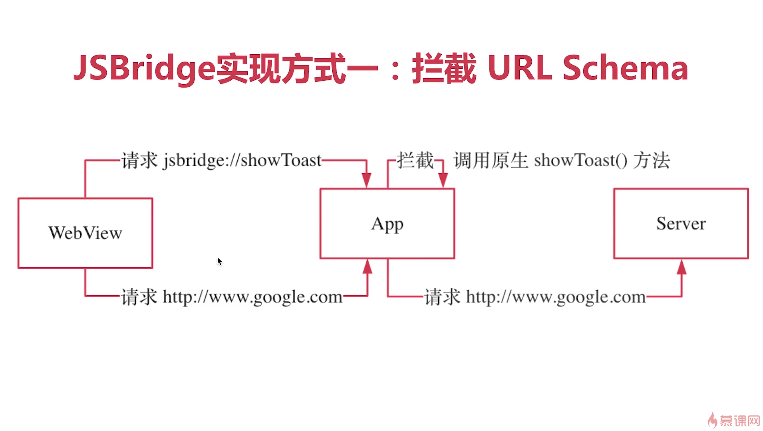 JSBridge实现方式一：拦截 URL Schema
请求 jsbridge://showToast
拦截
调用原生 showToast() 方法
WebView
App
Server
请求 http://www.google.com
请求 http://www.google.com
慕课网